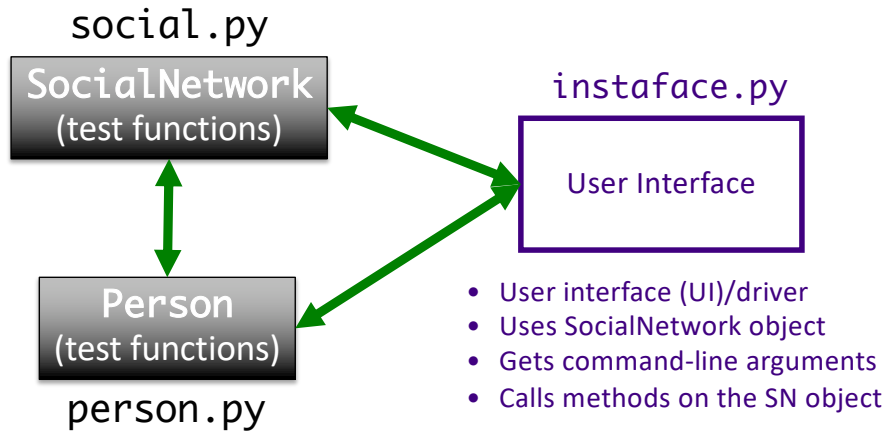 social.py
SocialNetwork
(test functions)
instaface.py
User Interface
Person
(test functions)
person.py
• User interface (UI)/driver
• Uses SocialNetwork object
• Gets command-line arguments
• Calls methods on the SN object